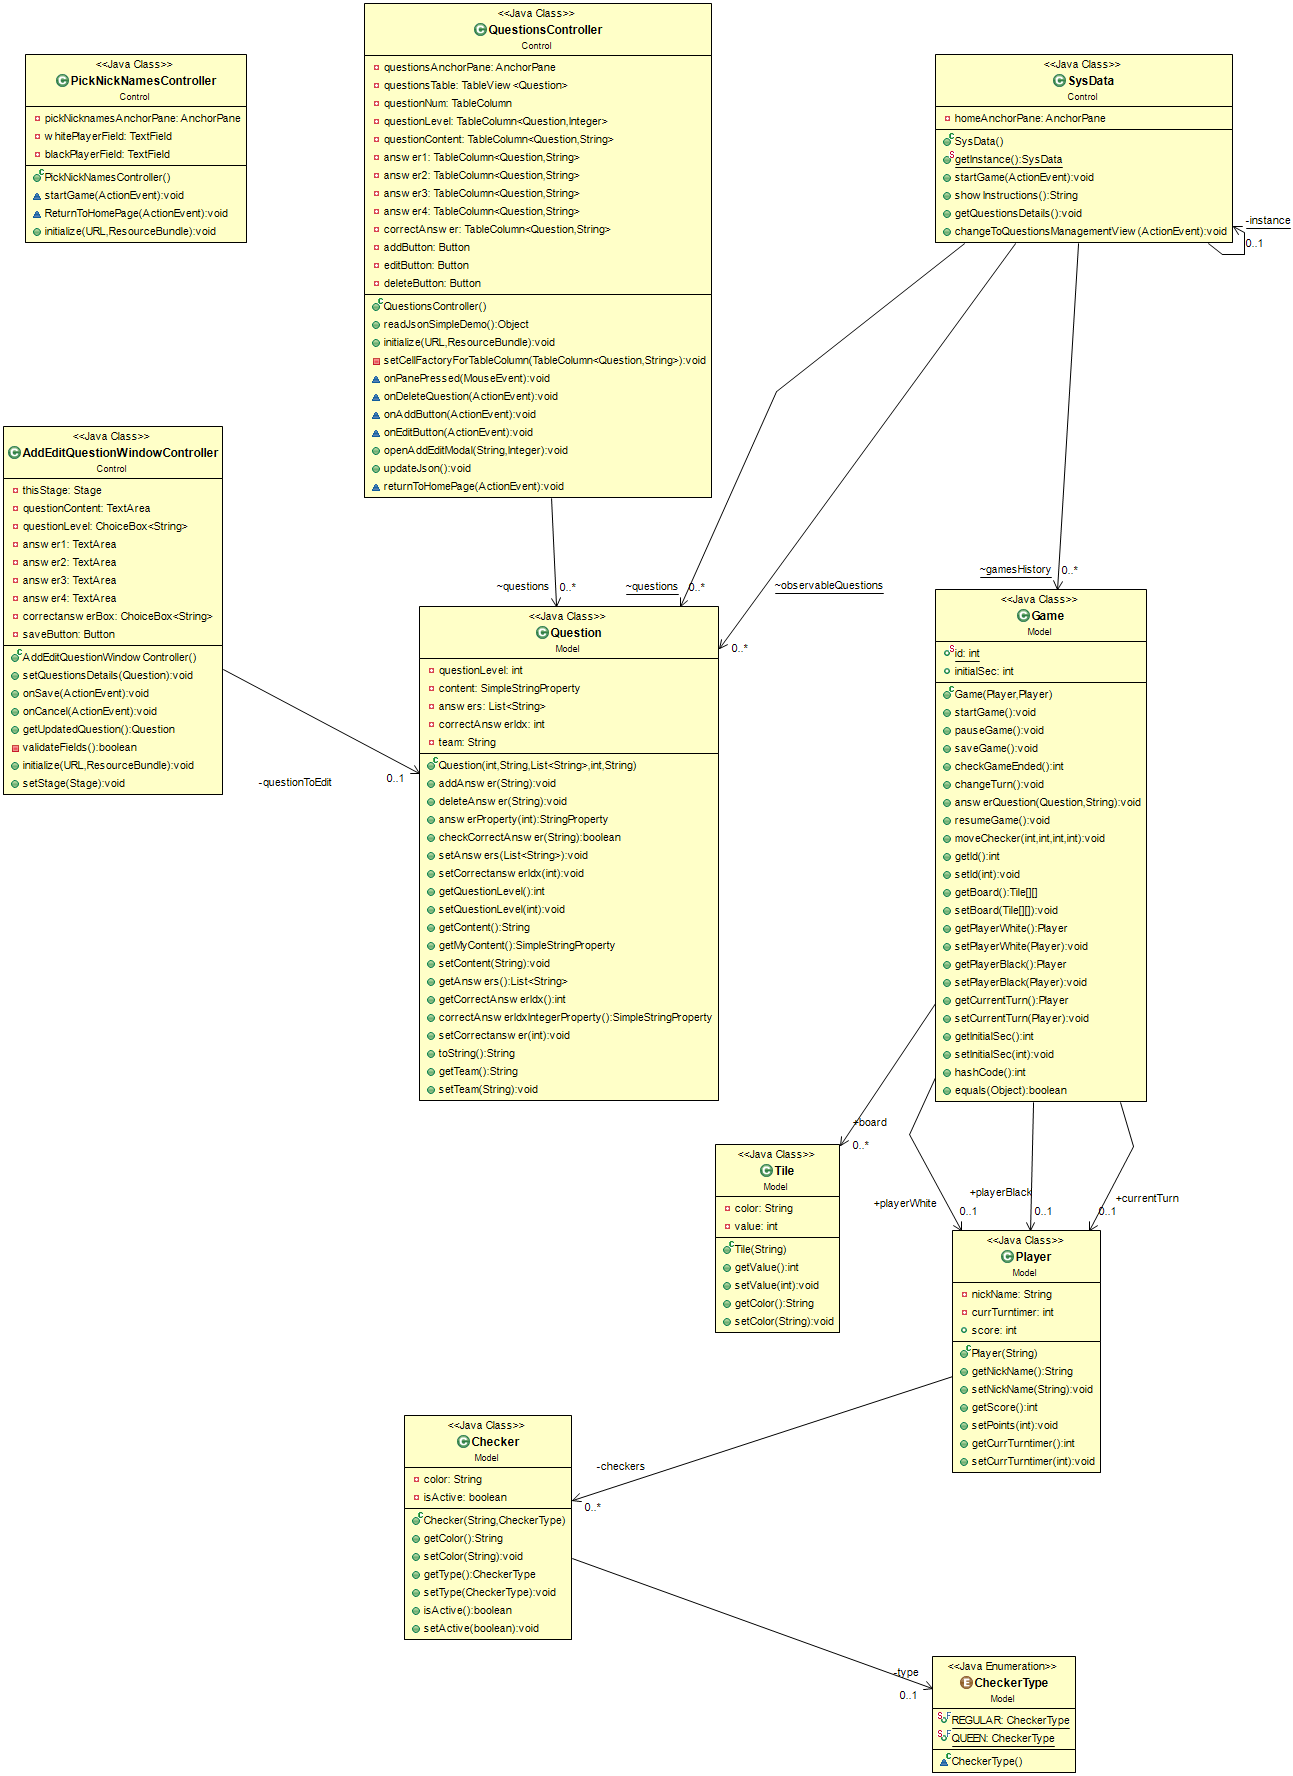 <<Java Class>>
PickNickNamesController
Control
pickNicknamesAnchorPane: AnchorPane
whitePlayerField: TextField
blackPlayerField: TextField
PickNickNamesController()
startGame(ActionEvent):void
ReturnToHomePage(ActionEvent):void
initialize(URL,ResourceBundle):void
<<Java Class>>
QuestionsController
Control
questionsAnchorPane: AnchorPane
questionsTable: TableView<Question>
questionNum: TableColumn
questionLevel: TableColumn<Question,Integer>
questionContent: TableColumn<Question,String>
answer1: TableColumn<Question,String>
answer2: TableColumn<Question,String>
answer3: TableColumn<Question,String>
answer4: TableColumn<Question,String>
correctAnswer: TableColumn<Question,String>
addButton: Button
editButton: Button
deleteButton: Button
QuestionsController()
readJsonSimpleDemo():Object
initialize(URL,ResourceBundle):void
setCellFactoryForTableColumn(TableColumn<Question,String>):void
onPanePressed(MouseEvent):void
onDeleteQuestion(ActionEvent):void
onAddButton(ActionEvent):void
onEditButton(ActionEvent):void
openAddEditModal(String,Integer):void
updateJson():void
returnToHomePage(ActionEvent):void
<<Java Class>>
SysData
Control
homeAnchorPane: AnchorPane
SysData()
getInstance():SysData
startGame(ActionEvent):void
showInstructions():String
getQuestionsDetails():void
changeToQuestionsManagementView(ActionEvent):void
-instance
0..1
<<Java Class>>
AddEditQuestionWindowController
Control
thisStage: Stage
questionContent: TextArea
questionLevel: ChoiceBox<String>
answer1: TextArea
answer2: TextArea
answer3: TextArea
answer4: TextArea
correctanswerBox: ChoiceBox<String>
saveButton: Button
AddEditQuestionWindowController()
setQuestionsDetails(Question):void
onSave(ActionEvent):void
onCancel(ActionEvent):void
getUpdatedQuestion():Question
validateFields():boolean
initialize(URL,ResourceBundle):void
setStage(Stage):void
-questionToEdit
0..1
~questions
0..*
~questions
0..*
~observableQuestions
0..*
~gamesHistory
0..*
<<Java Class>>
Question
Model
questionLevel: int
content: SimpleStringProperty
answers: List<String>
correctAnswerIdx: int
team: String
Question(int,String,List<String>,int,String)
addAnswer(String):void
deleteAnswer(String):void
answerProperty(int):StringProperty
checkCorrectAnswer(String):boolean
setAnswers(List<String>):void
setCorrectanswerIdx(int):void
getQuestionLevel():int
setQuestionLevel(int):void
getContent():String
getMyContent():SimpleStringProperty
setContent(String):void
getAnswers():List<String>
getCorrectAnswerIdx():int
correctAnswerIdxIntegerProperty():SimpleStringProperty
setCorrectanswer(int):void
toString():String
getTeam():String
setTeam(String):void
<<Java Class>>
Game
Model
id: int
initialSec: int
Game(Player,Player)
startGame():void
pauseGame():void
saveGame():void
checkGameEnded():int
changeTurn():void
answerQuestion(Question,String):void
resumeGame():void
moveChecker(int,int,int,int):void
getId():int
setId(int):void
getBoard():Tile[][]
setBoard(Tile[][]):void
getPlayerWhite():Player
setPlayerWhite(Player):void
getPlayerBlack():Player
setPlayerBlack(Player):void
getCurrentTurn():Player
setCurrentTurn(Player):void
getInitialSec():int
setInitialSec(int):void
hashCode():int
equals(Object):boolean
+board
0..*
+playerWhite
0..1
+playerBlack
0..1
+currentTurn
0..1
<<Java Class>>
Tile
Model
color: String
value: int
Tile(String)
getValue():int
setValue(int):void
getColor():String
setColor(String):void
<<Java Class>>
Player
Model
nickName: String
currTurntimer: int
score: int
Player(String)
getNickName():String
setNickName(String):void
getScore():int
setPoints(int):void
getCurrTurntimer():int
setCurrTurntimer(int):void
-checkers
0..*
<<Java Class>>
Checker
Model
color: String
isActive: boolean
Checker(String,CheckerType)
getColor():String
setColor(String):void
getType():CheckerType
setType(CheckerType):void
isActive():boolean
setActive(boolean):void
-type
0..1
<<Java Enumeration>>
CheckerType
Model
REGULAR: CheckerType
QUEEN: CheckerType
CheckerType()